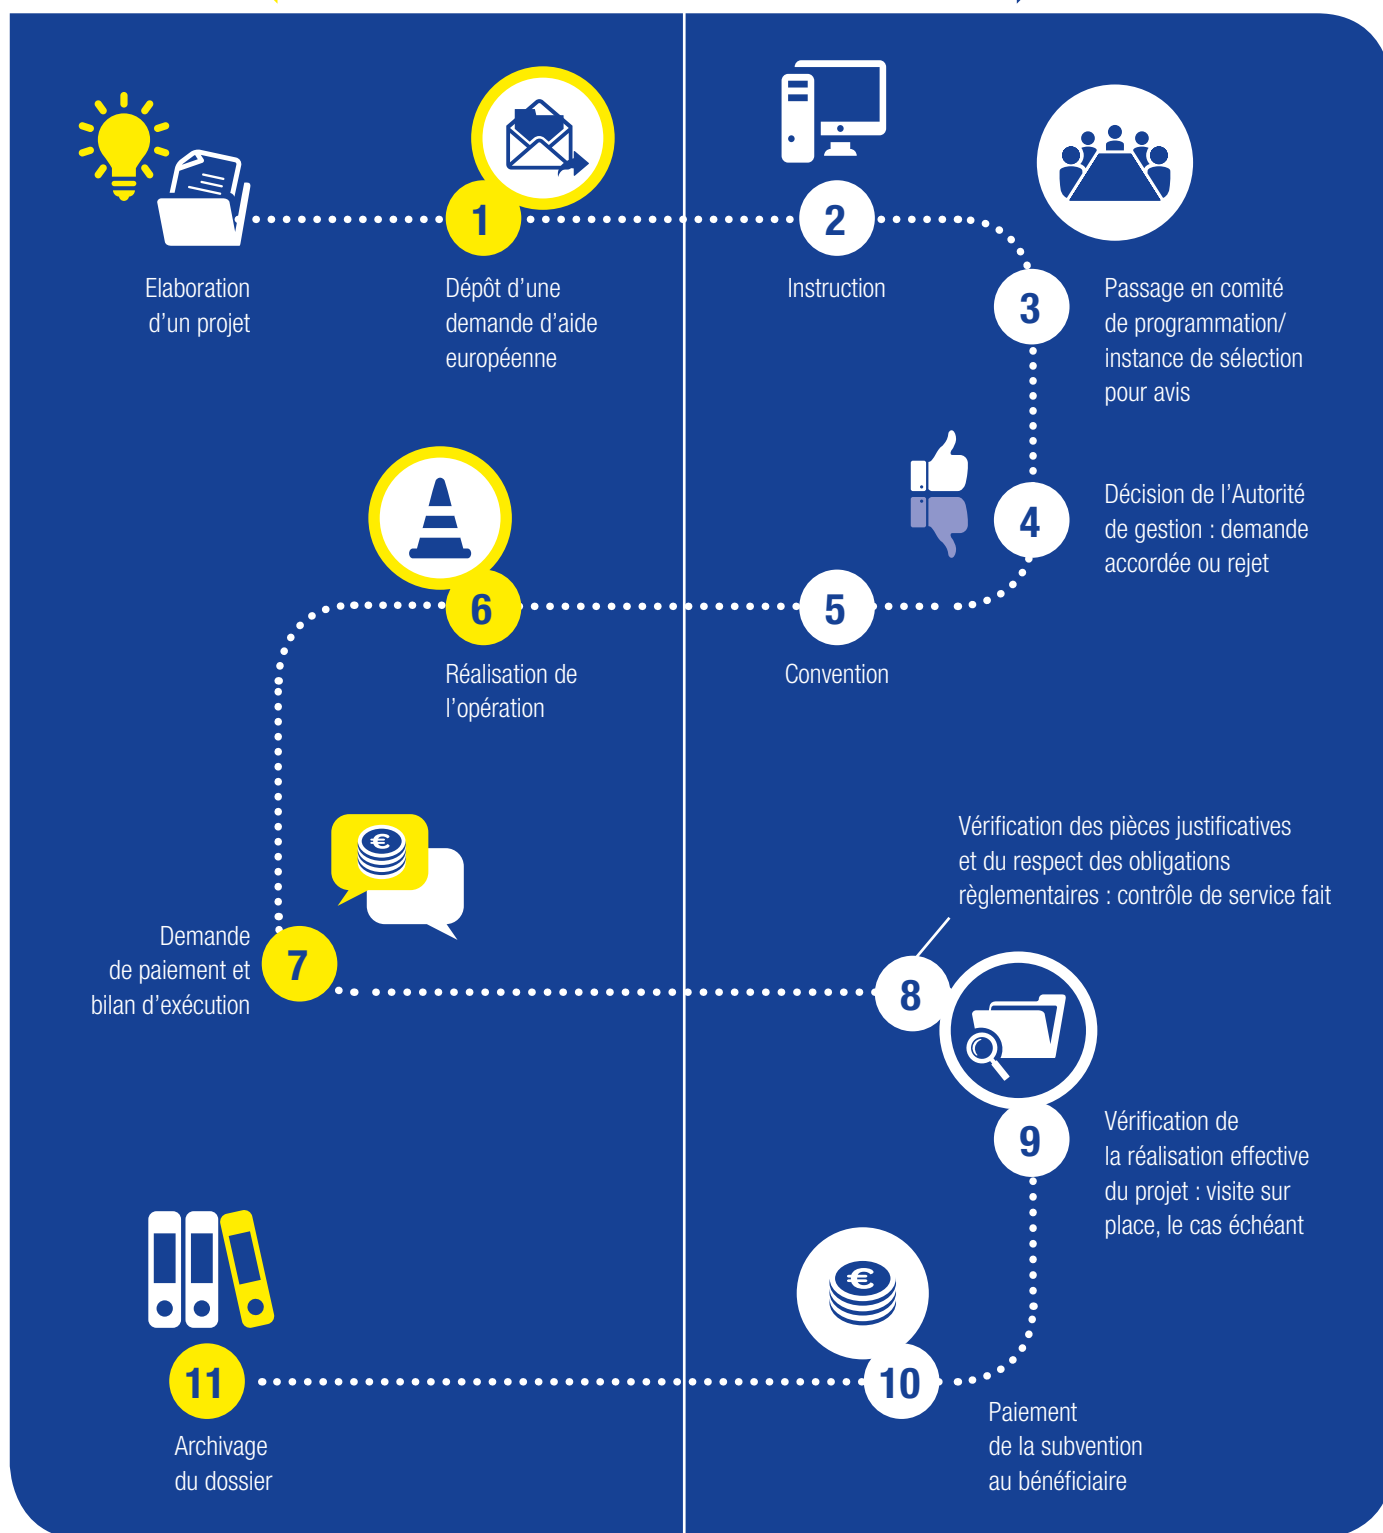 Elaboration
d'un projet
1
Dépôt d'une
demande d'aide
européenne
2
Instruction
3
Passage en comité
de programmation/
instance de sélection
pour avis
4
Décision de l'Autorité
de gestion : demande
accordée ou rejet
5
Convention
6
Réalisation de
l'opération
7
Demande
de paiement et
bilan d'exécution
€
8
Vérification des pièces justificatives
et du respect des obligations
règlementaires : contrôle de service fait
9
Vérification de
la réalisation effective
du projet : visite sur
place, le cas échéant
€
10
Paiement
de la subvention
au bénéficiaire
11
Archivage
du dossier